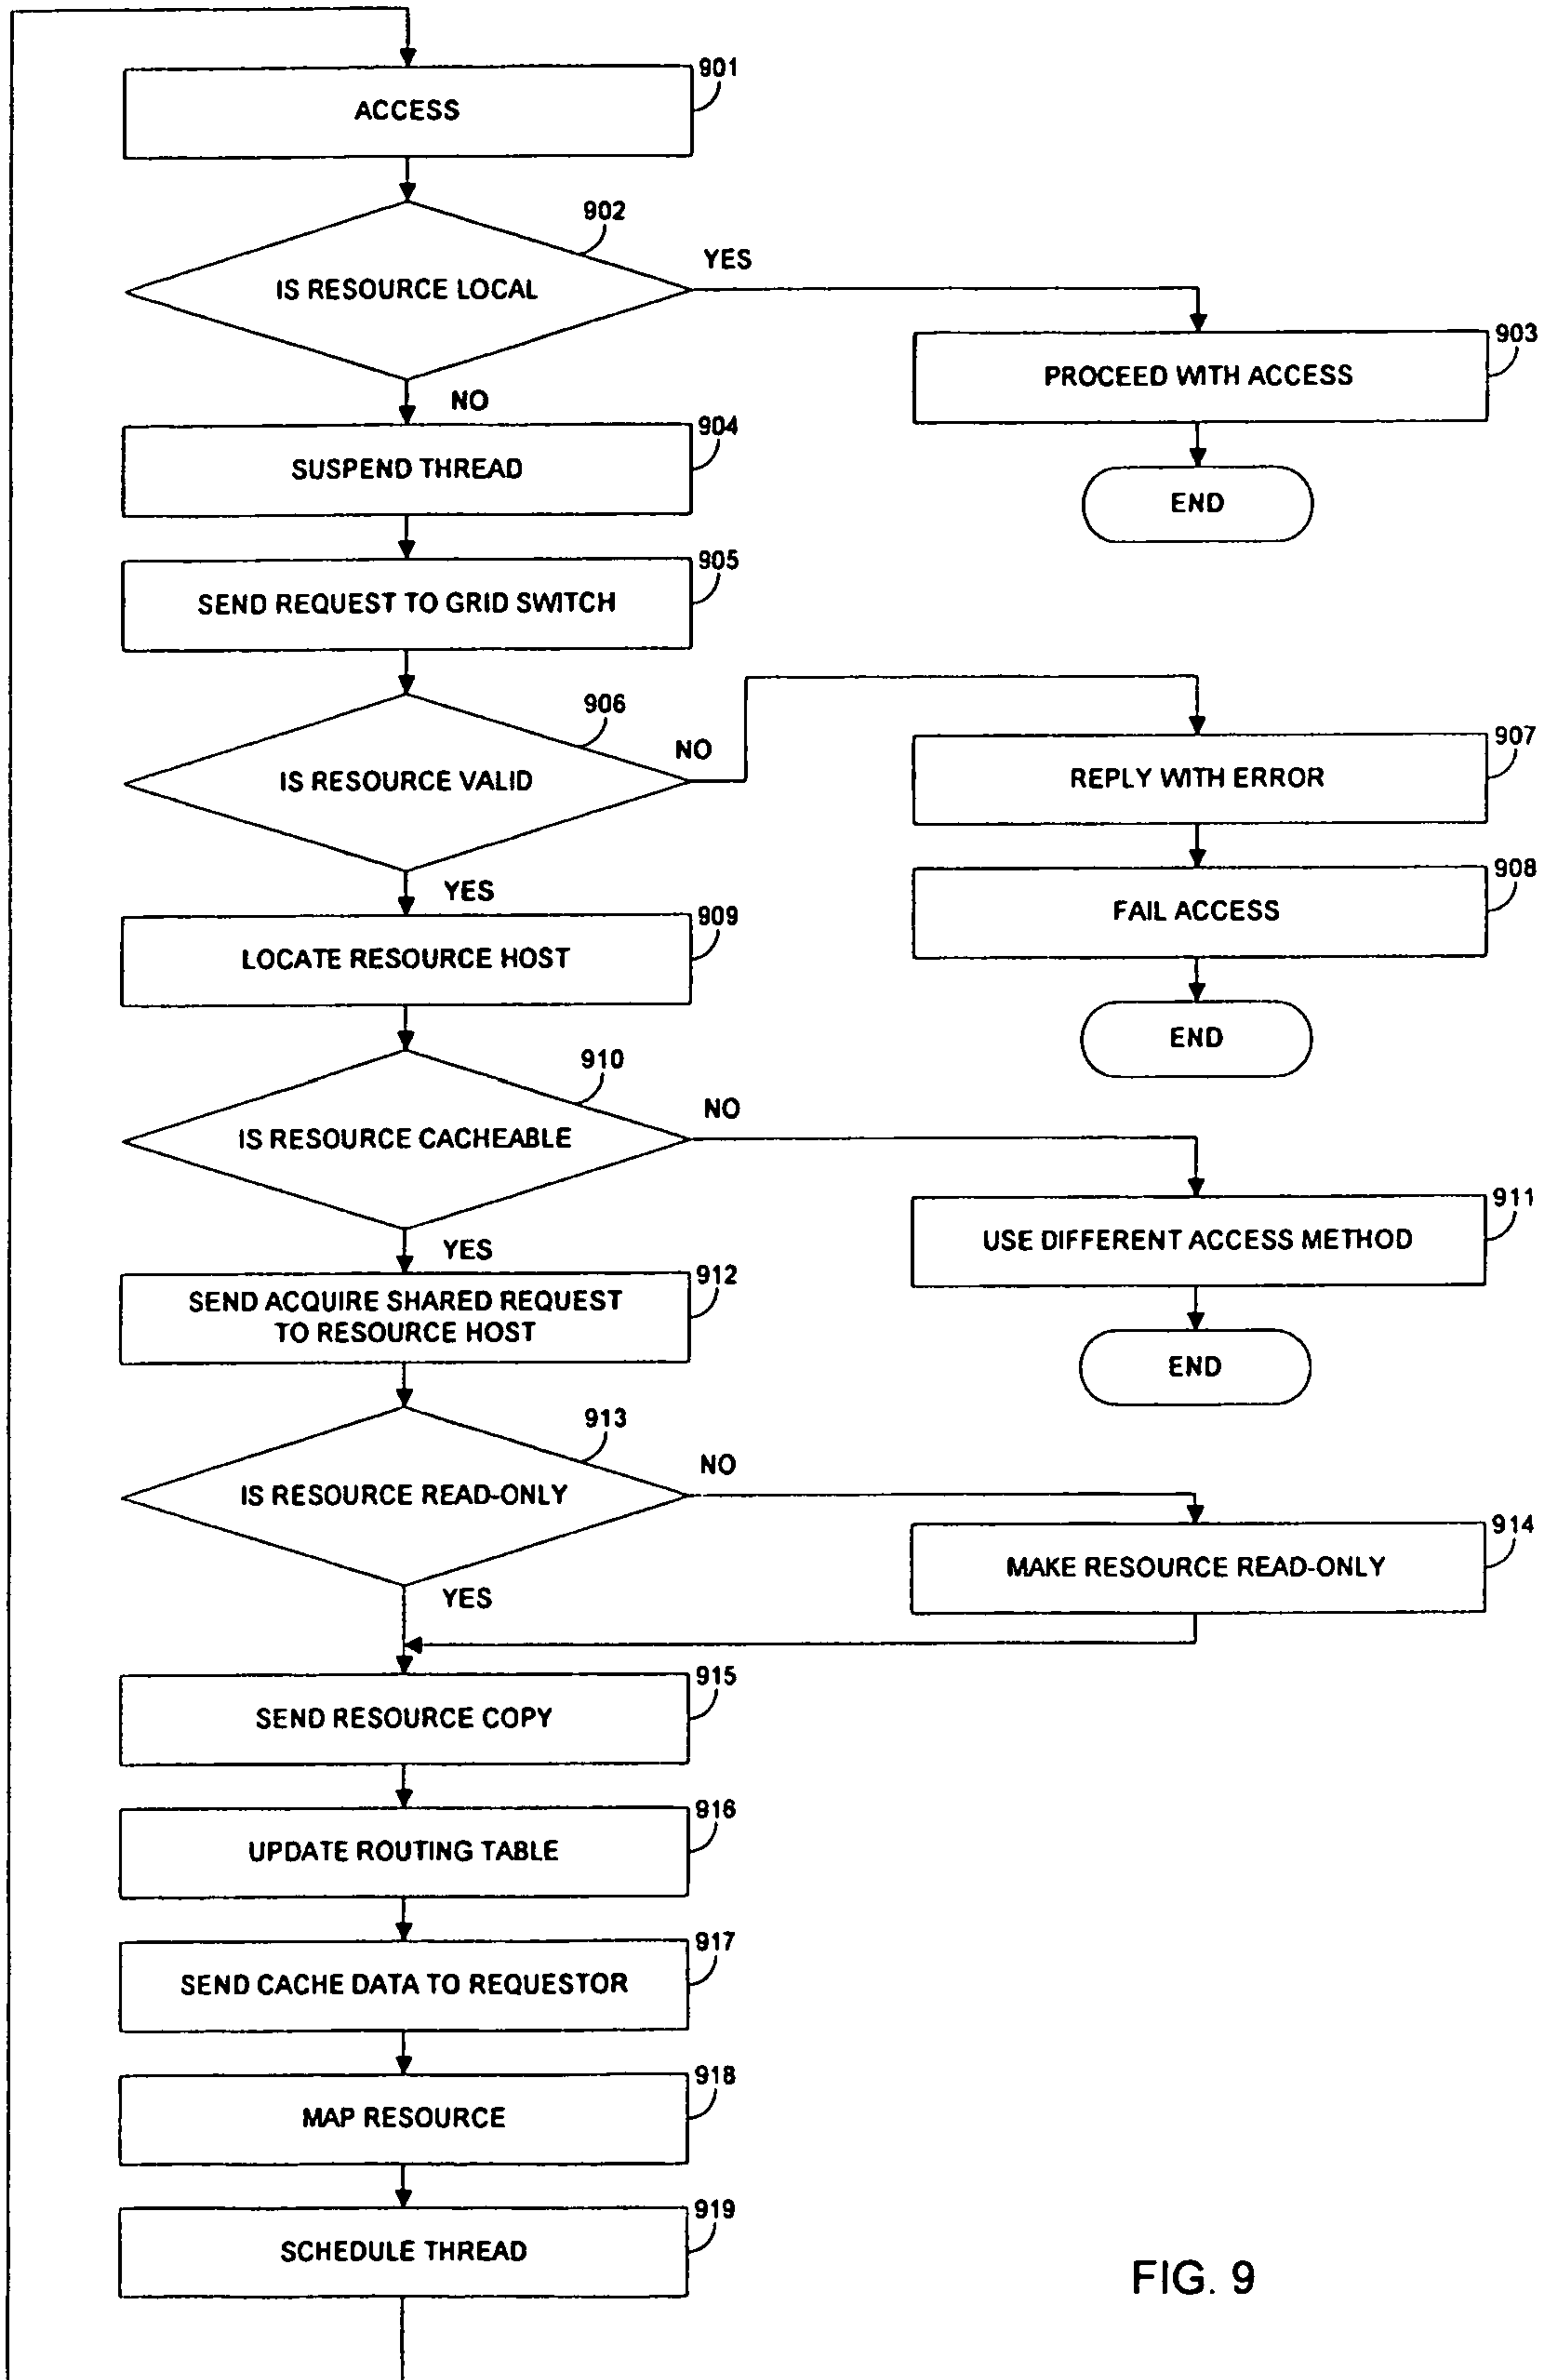 901
ACCESS
902
IS RESOURCE LOCAL
YES
903
PROCEED WITH ACCESS
END
NO
904
SUSPEND THREAD
905
SEND REQUEST TO GRID SWITCH
906
IS RESOURCE VALID
NO
907
REPLY WITH ERROR
908
FAIL ACCESS
END
YES
909
LOCATE RESOURCE HOST
910
IS RESOURCE CACHEABLE
NO
911
USE DIFFERENT ACCESS METHOD
END
YES
912
SEND ACQUIRE SHARED REQUEST
TO RESOURCE HOST
913
IS RESOURCE READ-ONLY
NO
914
MAKE RESOURCE READ-ONLY
YES
915
SEND RESOURCE COPY
916
UPDATE ROUTING TABLE
917
SEND CACHE DATA TO REQUESTOR
918
MAP RESOURCE
919
SCHEDULE THREAD
FIG. 9